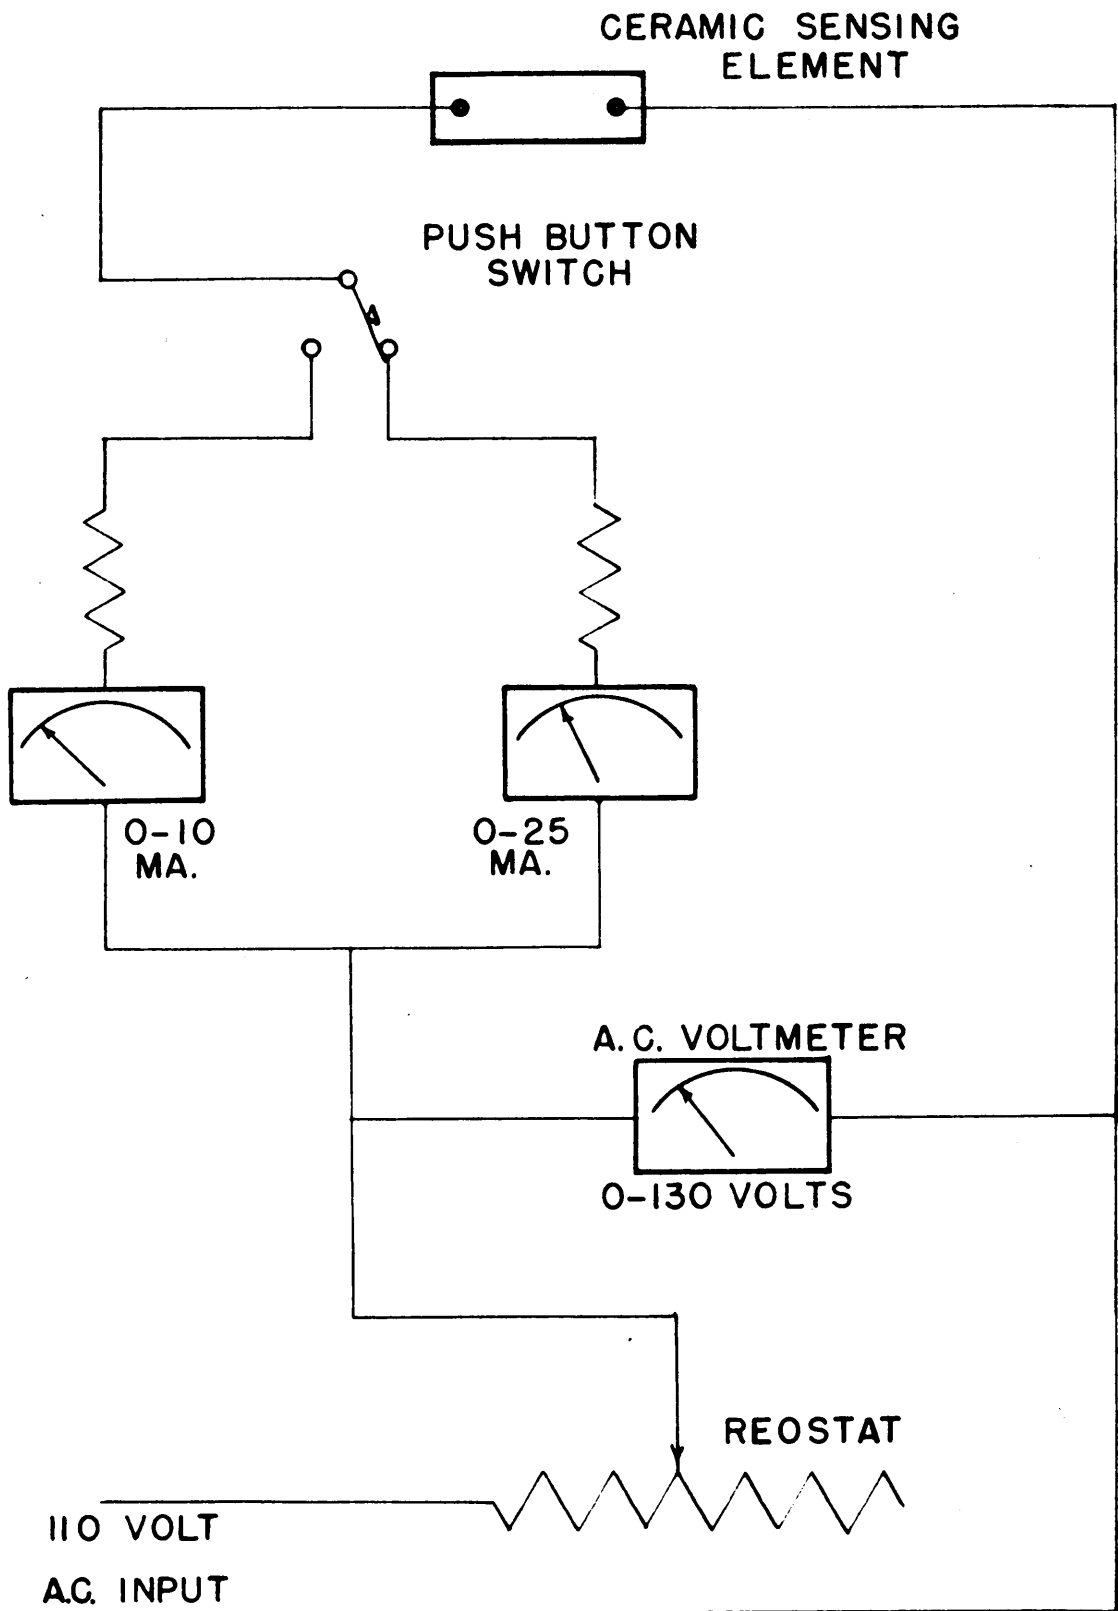 CERAMIC SENSING
ELEMENT
PUSH BUTTON
SWITCH
0-10
MA.
0-25
MA.
A.C. VOLTMETER
0-130 VOLTS
REOSTAT
110 VOLT
A.C. INPUT